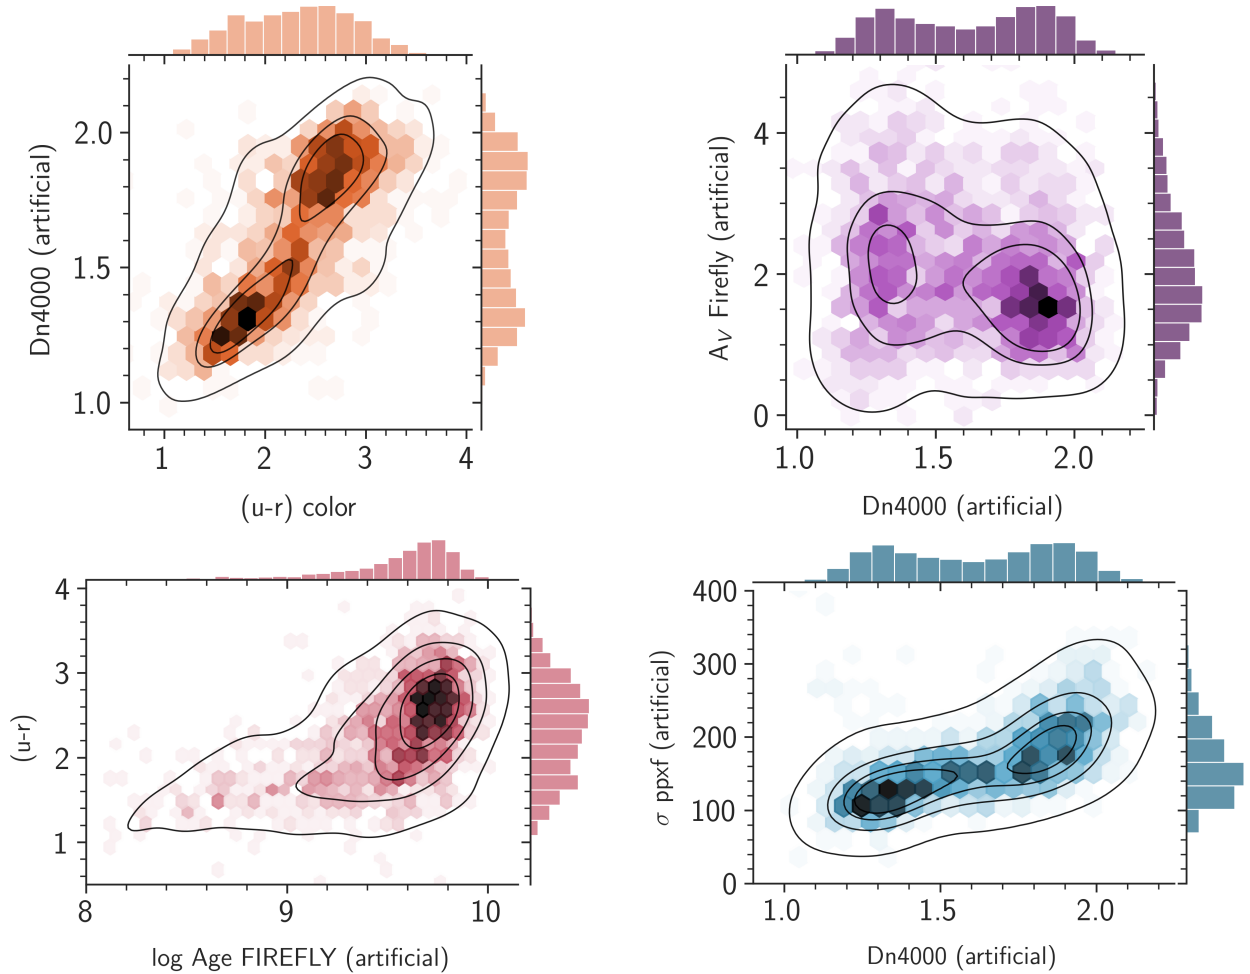 2.0
1.5
1.0
Dn4000 (artificial)
1 2 3 4
(u-r) color
4
2
0
Aᵥ Firefly (artificial)
1.0 1.5 2.0
Dn4000 (artificial)
4
3
2
1
(u-r)
8 9 10
log Age FIREFLY (artificial)
400
300
200
100
0
σ ppxf (artificial)
1.0 1.5 2.0
Dn4000 (artificial)